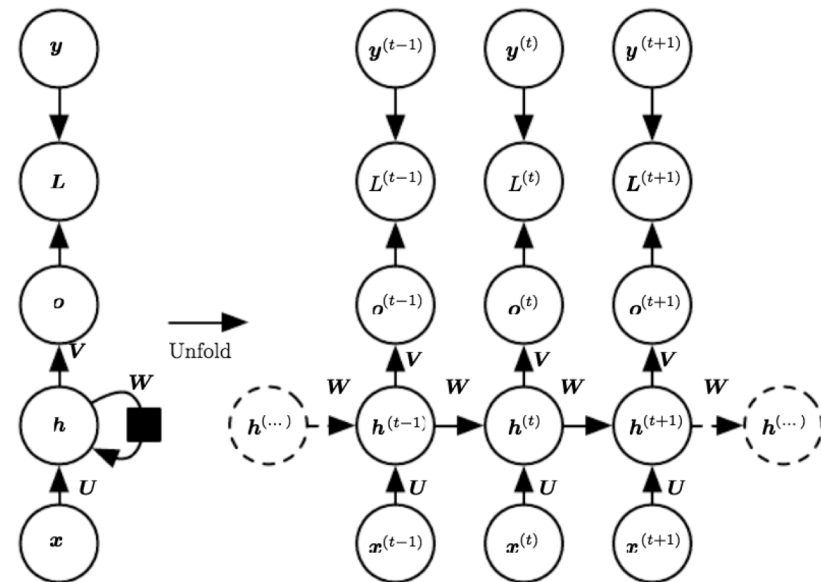 y y^(t−1) y^(t) y^(t+1)
L L^(t−1) L^(t) L^(t+1)
o o^(t−1) o^(t) o^(t+1)
Unfold
V V V V
W W W W W
h h^(...) h^(t−1) h^(t) h^(t+1) h^(...)
U U U U
x x^(t−1) x^(t) x^(t+1)